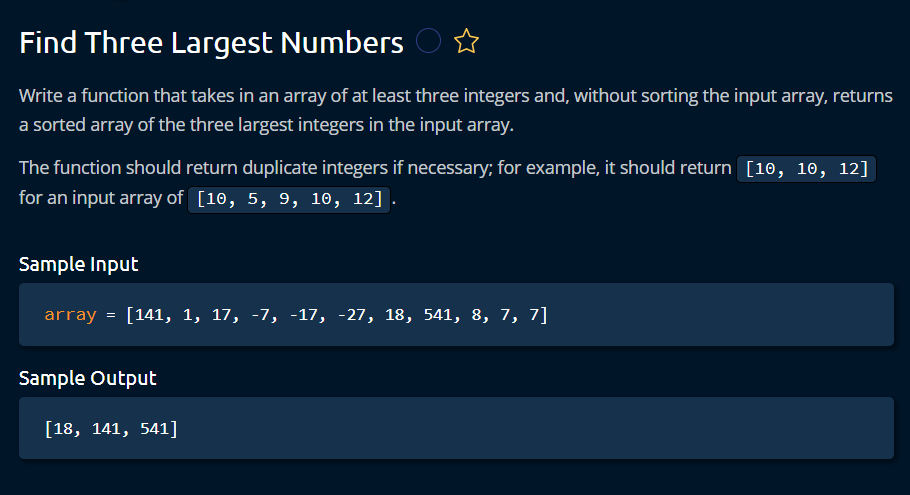 Find Three Largest Numbers
Write a function that takes in an array of at least three integers and, without sorting the input array, returns
a sorted array of the three largest integers in the input array.
The function should return duplicate integers if necessary; for example, it should return [10, 10, 12]
for an input array of [10, 5, 9, 10, 12] .
Sample Input
array = [141, 1, 17, -7, -17, -27, 18, 541, 8, 7, 7]
Sample Output
[18, 141, 541]